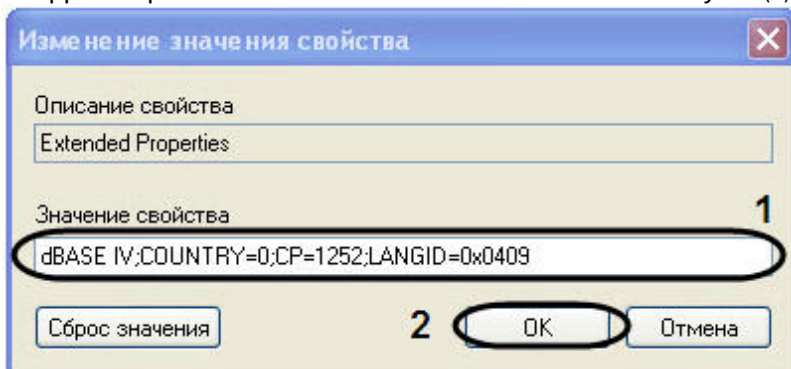 Изменение значения свойства
Описание свойства
Extended Properties
Значение свойства
1
dBASE IV;COUNTRY=0;CP=1252;LANGID=0x0409
Сброс значения
2
OK
Отмена